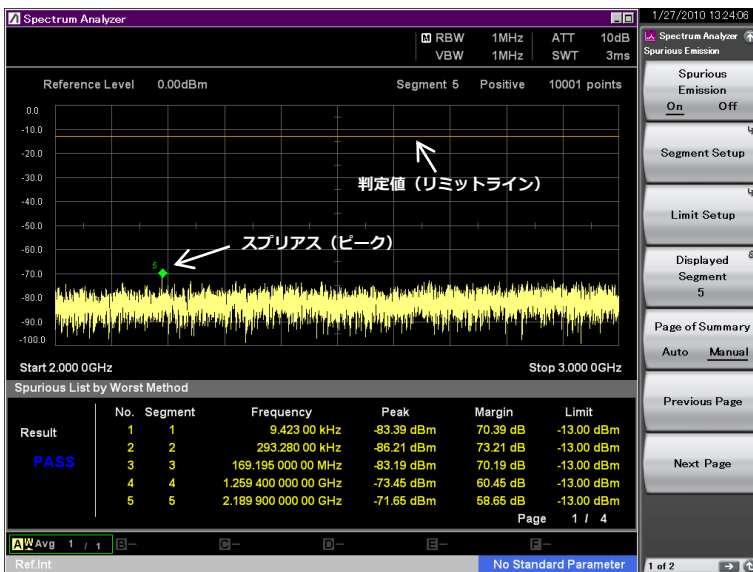 Spectrum Analyzer
1/27/2010 13:24:06
RBW 1MHz ATT 10dB
VBW 1MHz SWT 3ms
Reference Level 0.00dBm Segment 5 Positive 10001 points
0.0
-10.0
-20.0
-30.0
-40.0
-50.0
-60.0
-70.0
-80.0
-90.0
-100.0
判定値(リミットライン)
スプリアス(ピーク)
5
Start 2.000 0GHz Stop 3.000 0GHz
Spurious List by Worst Method
No. Segment Frequency Peak Margin Limit
Result
PASS
1 1 9.423 00 kHz -83.39 dBm 70.39 dB -13.00 dBm
2 2 293.280 00 kHz -86.21 dBm 73.21 dB -13.00 dBm
3 3 169.195 000 00 MHz -83.19 dBm 70.19 dB -13.00 dBm
4 4 1.259 400 000 00 GHz -73.45 dBm 60.45 dB -13.00 dBm
5 5 2.189 900 000 00 GHz -71.65 dBm 58.65 dB -13.00 dBm
Page 1 / 4
A Avg 1 / 1 B- C- D- E- F-
Ref.Int No Standard Parameter
Spectrum Analyzer
Spurious Emission
Spurious
Emission
On Off
Segment Setup
Limit Setup
Displayed
Segment
5
Page of Summary
Auto Manual
Previous Page
Next Page
1 of 2